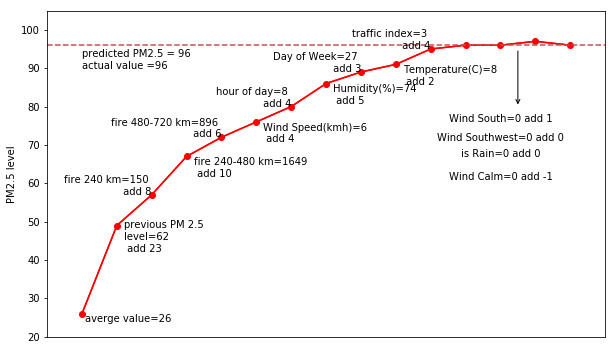 100
90
80
70
60
50
40
30
20
PM2.5 level
predicted PM2.5 = 96
actual value =96
averge value=26
previous PM 2.5
level=62
add 23
fire 240 km=150
add 8
fire 240-480 km=1649
add 10
fire 480-720 km=896
add 6
Wind Speed(kmh)=6
add 4
hour of day=8
add 4
Humidity(%)=74
add 5
Day of Week=27
add 3
Temperature(C)=8
add 2
traffic index=3
add 4
Wind South=0 add 1
Wind Southwest=0 add 0
is Rain=0 add 0
Wind Calm=0 add -1